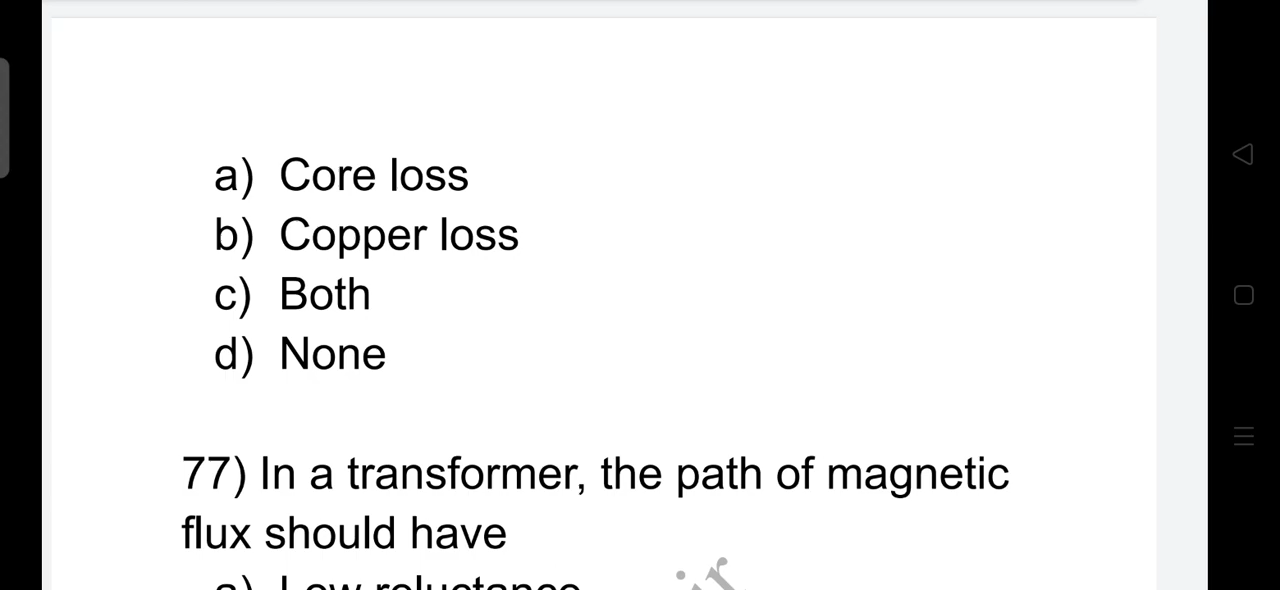 a) Core loss
b) Copper loss
c) Both
d) None
77) In a transformer, the path of magnetic
flux should have
a) Low reluctance